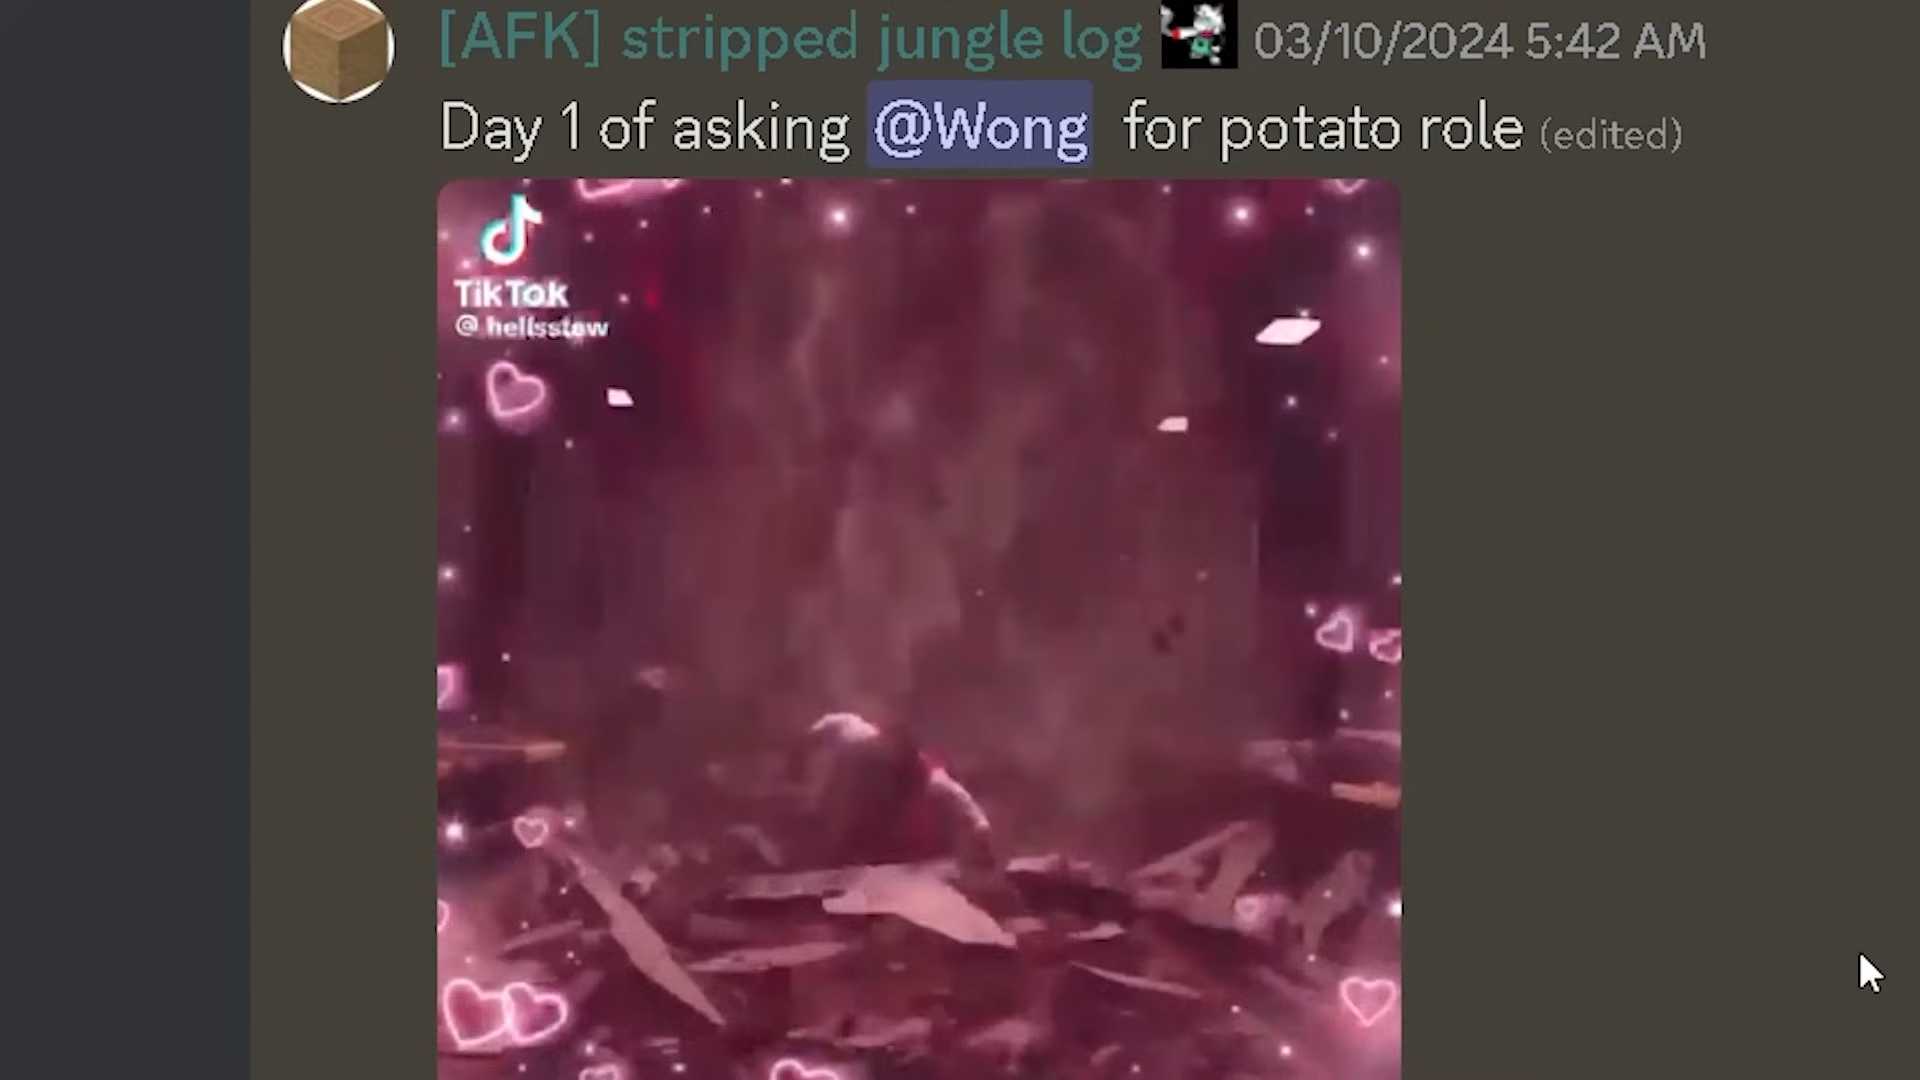 [AFK] stripped jungle log 03/10/2024 5:42 AM
Day 1 of asking @Wong for potato role (edited)
TikTok
@hellsstaw